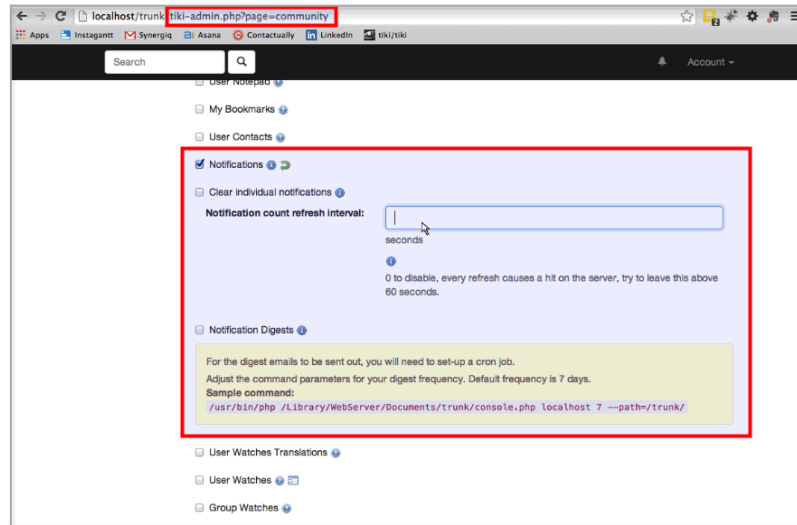 localhost/trunk/tiki-admin.php?page=community
Apps Instagantt Synergiq Asana Contactually LinkedIn tiki/tiki
Search Account
User Notepad
My Bookmarks
User Contacts
Notifications
Clear individual notifications
Notification count refresh interval:
seconds
0 to disable, every refresh causes a hit on the server, try to leave this above
60 seconds.
Notification Digests
For the digest emails to be sent out, you will need to set-up a cron job.
Adjust the command parameters for your digest frequency. Default frequency is 7 days.
Sample command:
/usr/bin/php /Library/WebServer/Documents/trunk/console.php localhost 7 --path=/trunk/
User Watches Translations
User Watches
Group Watches